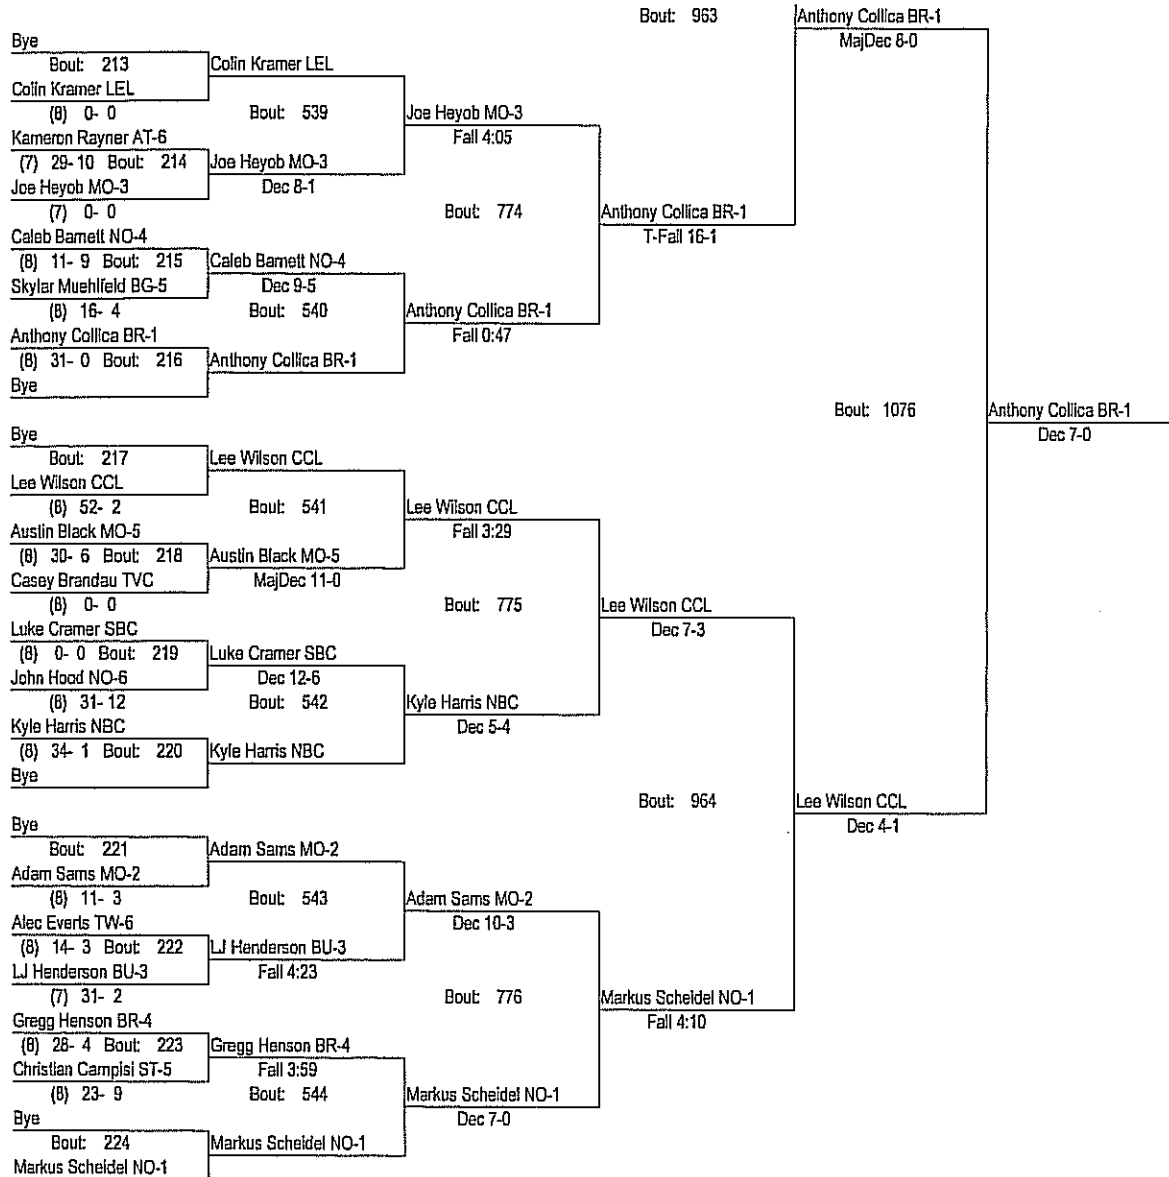 Bout: 963
Anthony Collica BR-1
MajDec 8-0
Bye
Bout: 213
Colin Kramer LEL
Colin Kramer LEL
(8) 0- 0
Bout: 539
Joe Heyob MO-3
Fall 4:05
Kameron Rayner AT-6
(7) 29- 10 Bout: 214
Joe Heyob MO-3
Dec 8-1
Joe Heyob MO-3
(7) 0- 0
Bout: 774
Anthony Collica BR-1
T-Fall 16-1
Caleb Barnett NO-4
(8) 11- 9 Bout: 215
Caleb Barnett NO-4
Dec 9-5
Skylar Muehlfeld BG-5
(8) 16- 4
Bout: 540
Anthony Collica BR-1
Fall 0:47
Anthony Collica BR-1
(8) 31- 0 Bout: 216
Anthony Collica BR-1
Bye
Bout: 1076
Anthony Collica BR-1
Dec 7-0
Bye
Bout: 217
Lee Wilson CCL
Lee Wilson CCL
(8) 52- 2
Bout: 541
Lee Wilson CCL
Fall 3:29
Austin Black MO-5
(8) 30- 6 Bout: 218
Austin Black MO-5
MajDec 11-0
Casey Brandau TVC
(8) 0- 0
Bout: 775
Lee Wilson CCL
Dec 7-3
Luke Cramer SBC
(8) 0- 0 Bout: 219
Luke Cramer SBC
Dec 12-6
John Hood NO-6
(8) 31- 12
Bout: 542
Kyle Harris NBC
Dec 5-4
Kyle Harris NBC
(8) 34- 1 Bout: 220
Kyle Harris NBC
Bye
Bout: 964
Lee Wilson CCL
Dec 4-1
Bye
Bout: 221
Adam Sams MO-2
Adam Sams MO-2
(8) 11- 3
Bout: 543
Adam Sams MO-2
Dec 10-3
Alec Everts TW-6
(8) 14- 3 Bout: 222
LJ Henderson BU-3
Fall 4:23
LJ Henderson BU-3
(7) 31- 2
Bout: 776
Markus Scheidel NO-1
Fall 4:10
Gregg Henson BR-4
(8) 28- 4 Bout: 223
Gregg Henson BR-4
Fall 3:59
Christian Campisi ST-5
(8) 23- 9
Bout: 544
Markus Scheidel NO-1
Dec 7-0
Bye
Bout: 224
Markus Scheidel NO-1
Markus Scheidel NO-1